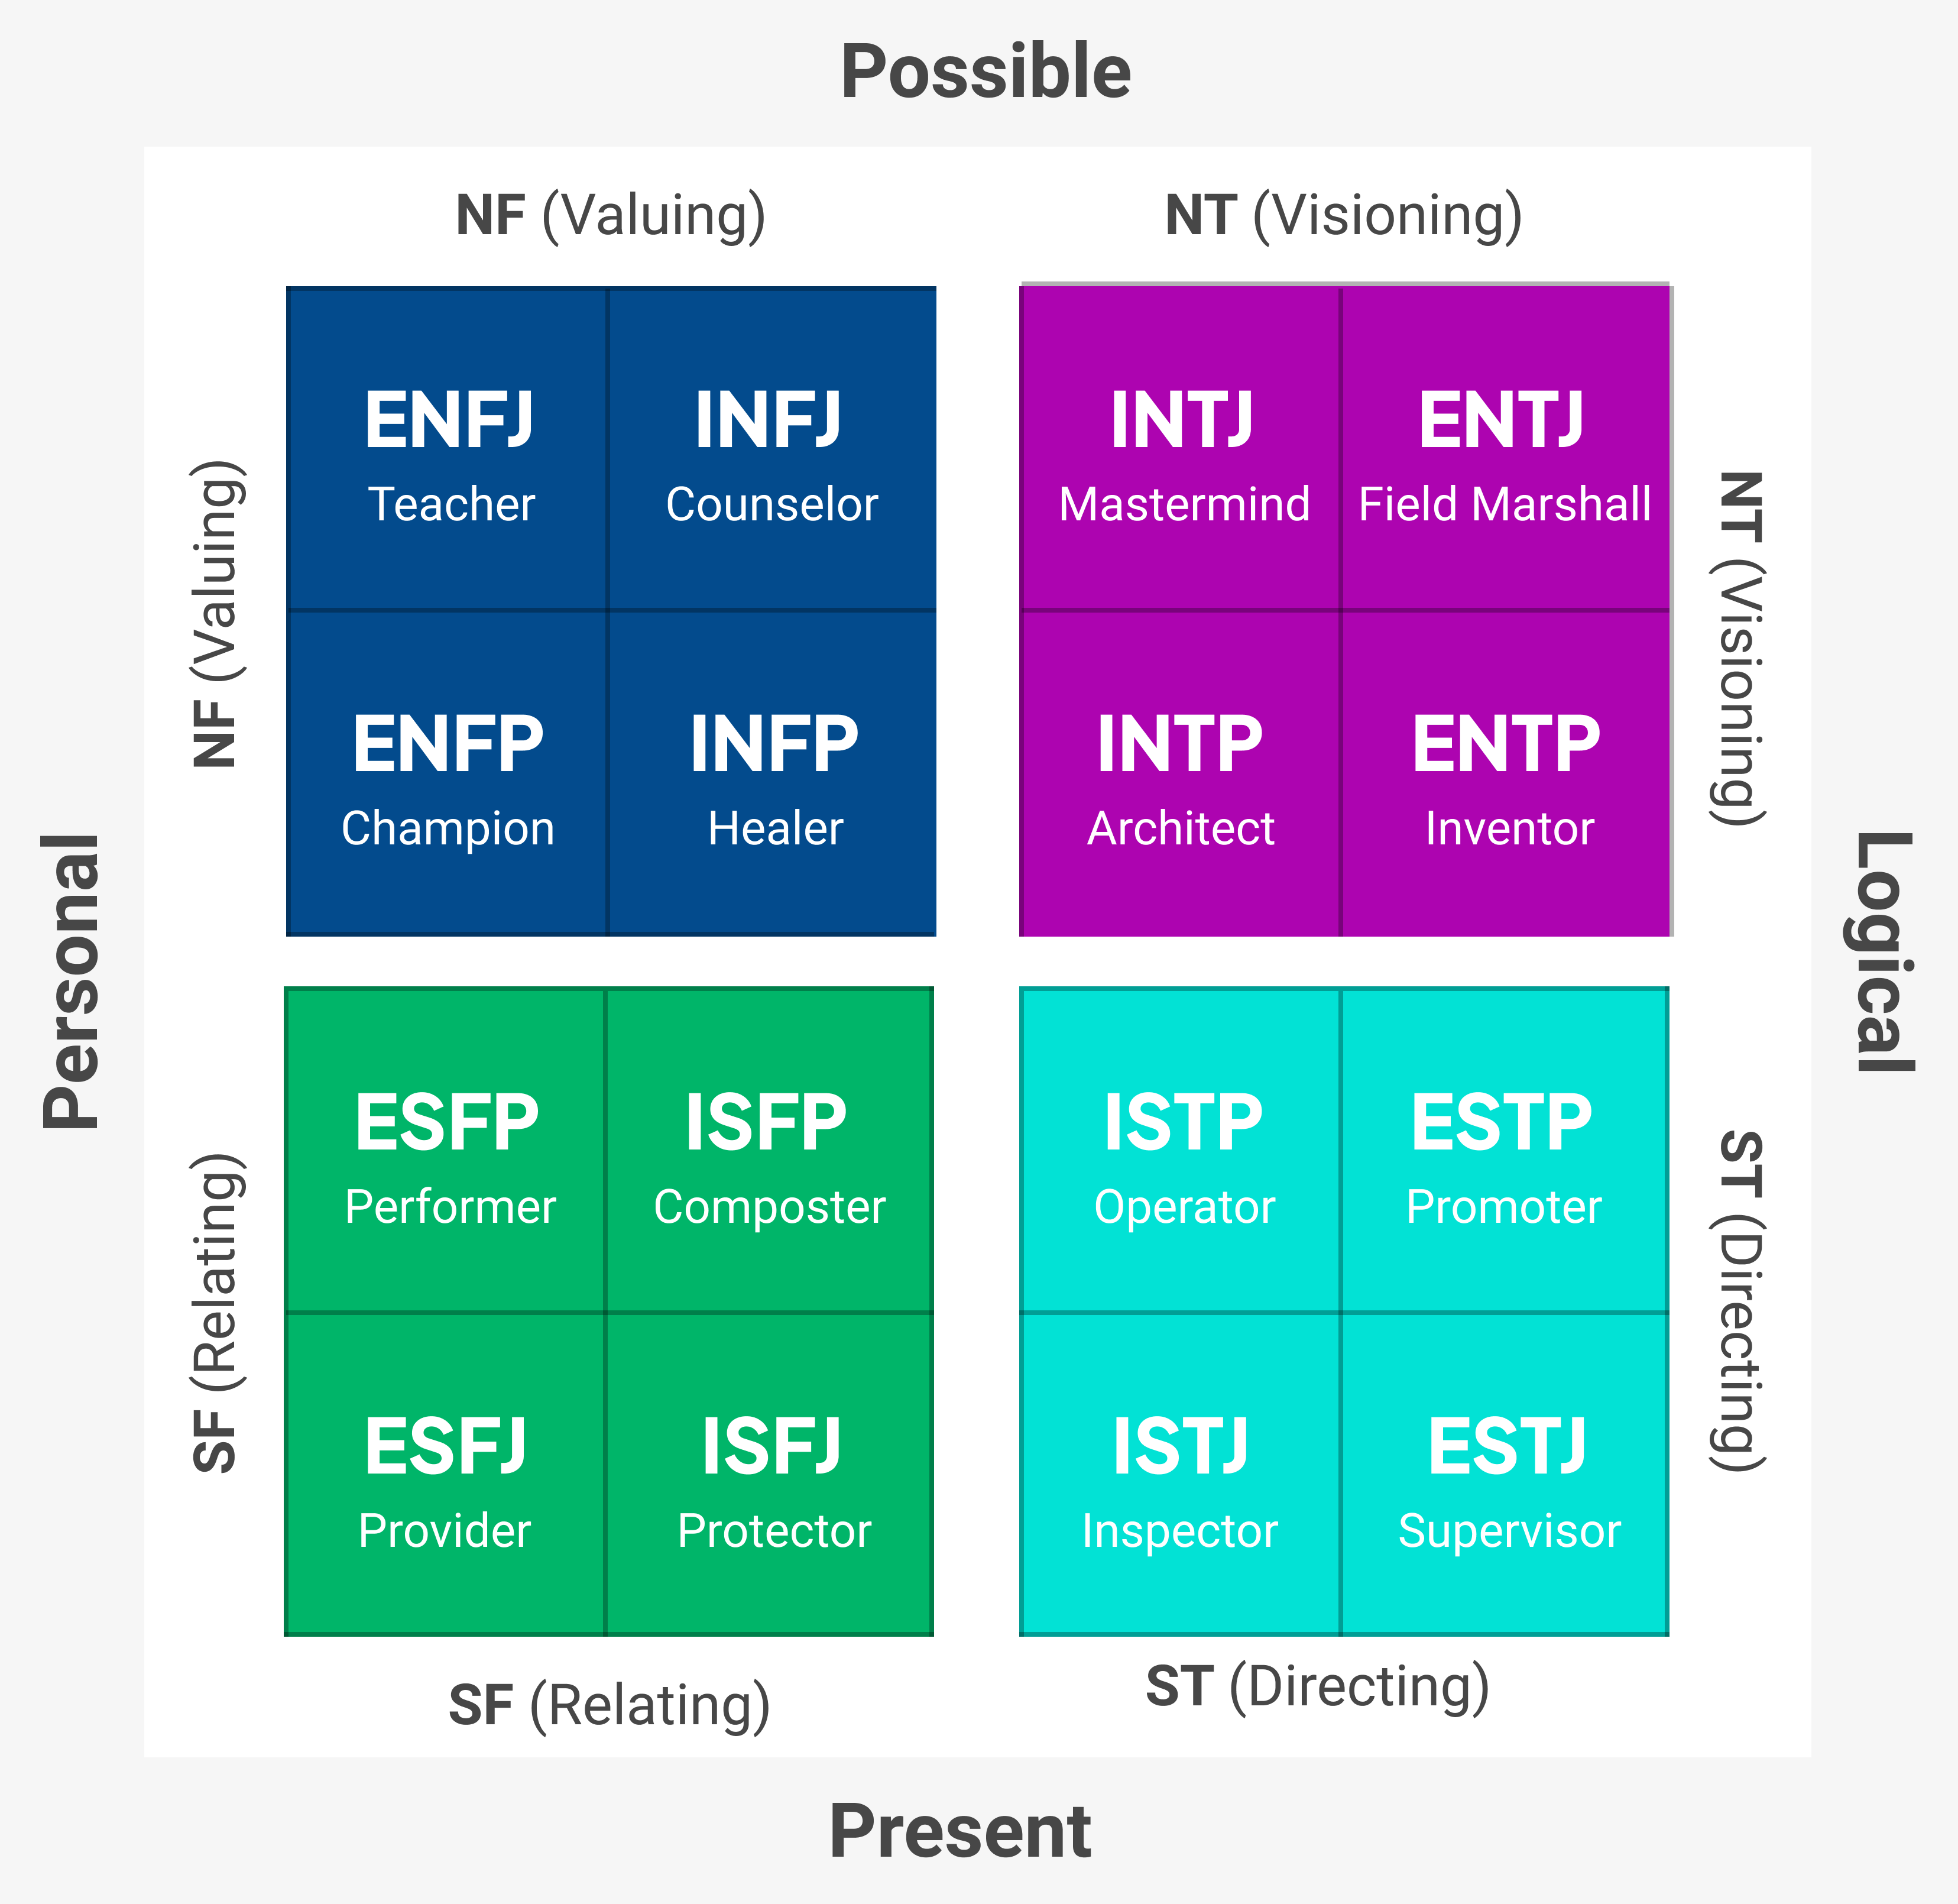 Possible
NF (Valuing)
NT (Visioning)
Personal
NF (Valuing)
ENFJ
Teacher
INFJ
Counselor
INTJ
Mastermind
ENTJ
Field Marshall
ENFP
Champion
INFP
Healer
INTP
Architect
ENTP
Inventor
NT (Visioning)
Logical
SF (Relating)
ESFP
Performer
ISFP
Composter
ISTP
Operator
ESTP
Promoter
ESFJ
Provider
ISFJ
Protector
ISTJ
Inspector
ESTJ
Supervisor
ST (Directing)
SF (Relating)
ST (Directing)
Present